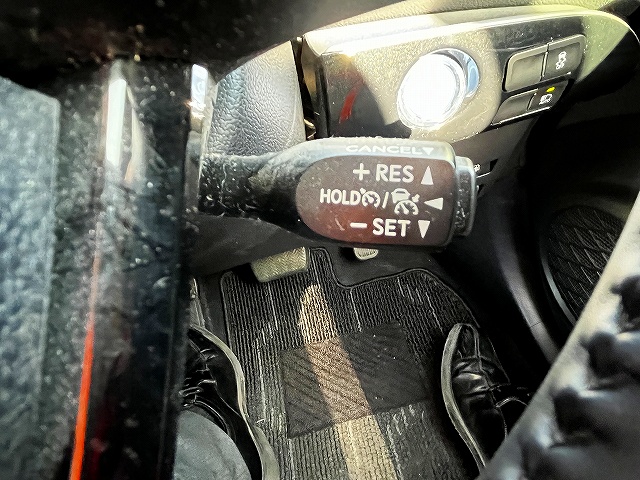 CANCEL▼
+ RES ▲
HOLD / ◄
− SET ▼